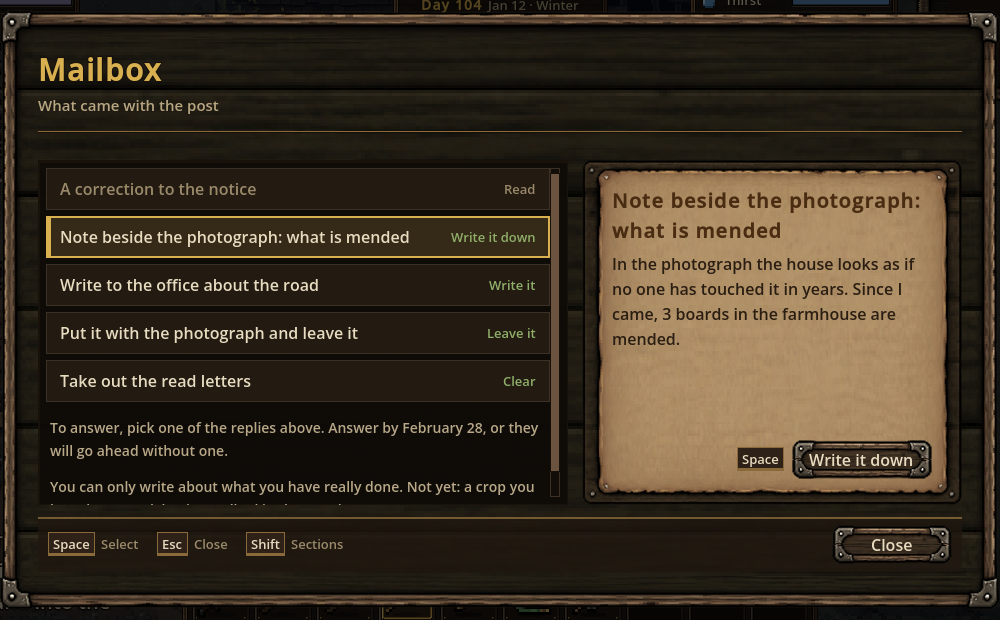 Day 104 Jan 12 · Winter
Thirst
Mailbox
What came with the post
A correction to the notice Read
Note beside the photograph: what is mended Write it down
Write to the office about the road Write it
Put it with the photograph and leave it Leave it
Take out the read letters Clear
To answer, pick one of the replies above. Answer by February 28, or they
will go ahead without one.
You can only write about what you have really done. Not yet: a crop you
Note beside the photograph:
what is mended
In the photograph the house looks as if
no one has touched it in years. Since I
came, 3 boards in the farmhouse are
mended.
Space Write it down
Space Select Esc Close Shift Sections
Close